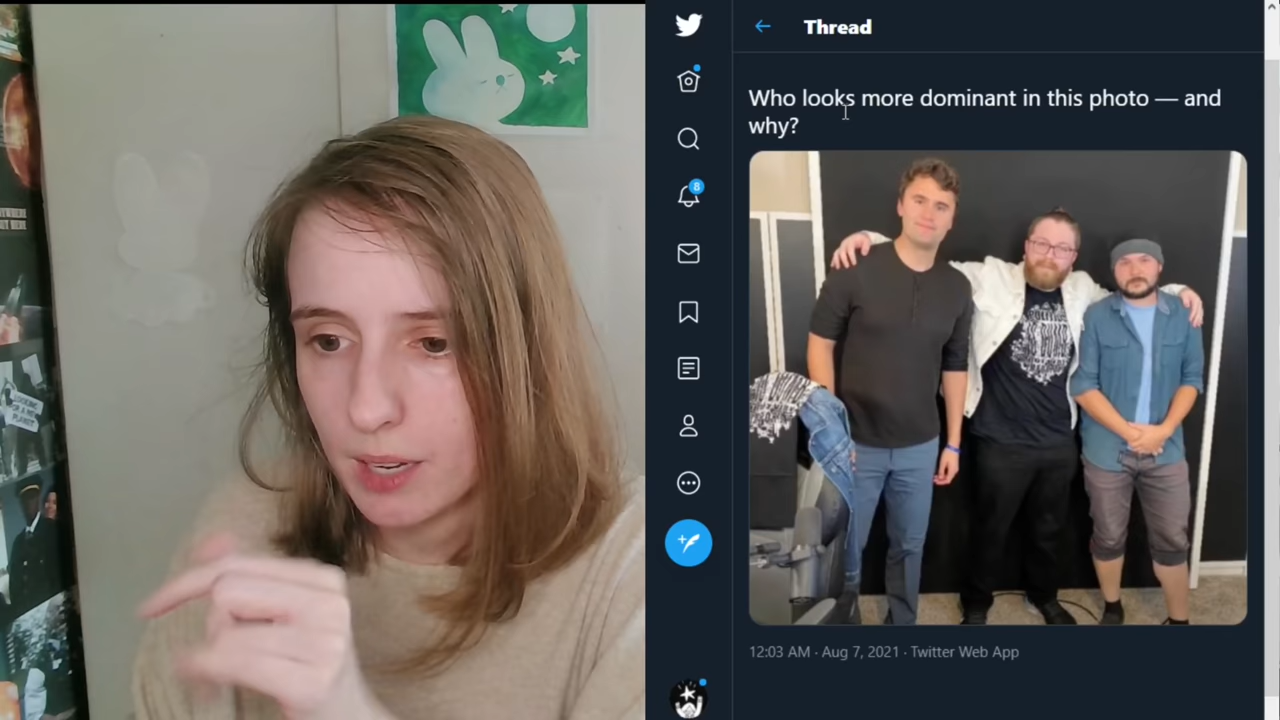 Thread
Who looks more dominant in this photo — and
why?
8
12:03 AM · Aug 7, 2021 · Twitter Web App